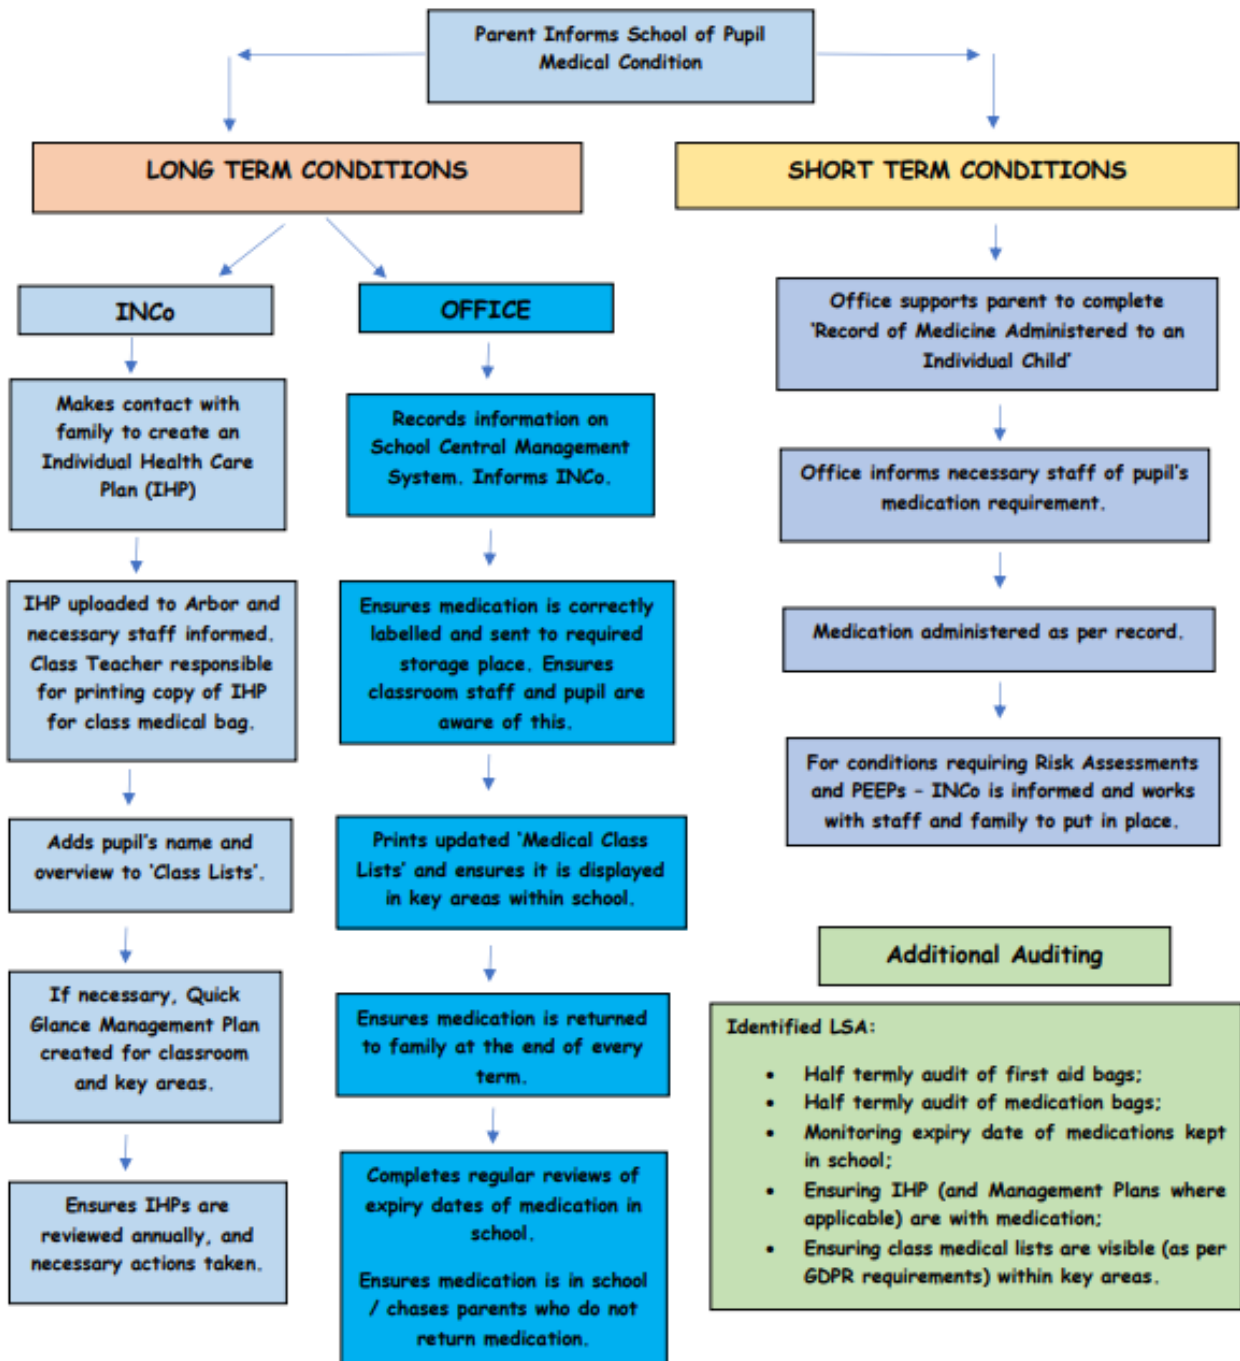 Parent Informs School of Pupil
Medical Condition
LONG TERM CONDITIONS
SHORT TERM CONDITIONS
INCo
Makes contact with
family to create an
Individual Health Care
Plan (IHP)
IHP uploaded to Arbor and
necessary staff informed.
Class Teacher responsible
for printing copy of IHP
for class medical bag.
Adds pupil's name and
overview to 'Class Lists'.
If necessary, Quick
Glance Management Plan
created for classroom
and key areas.
Ensures IHPs are
reviewed annually, and
necessary actions taken.
OFFICE
Records information on
School Central Management
System. Informs INCo.
Ensures medication is correctly
labelled and sent to required
storage place. Ensures
classroom staff and pupil are
aware of this.
Prints updated 'Medical Class
Lists' and ensures it is displayed
in key areas within school.
Ensures medication is returned
to family at the end of every
term.
Completes regular reviews of
expiry dates of medication in
school.
Ensures medication is in school
/ chases parents who do not
return medication.
Office supports parent to complete
'Record of Medicine Administered to an
Individual Child'
Office informs necessary staff of pupil's
medication requirement.
Medication administered as per record.
For conditions requiring Risk Assessments
and PEEPs – INCo is informed and works
with staff and family to put in place.
Additional Auditing
Identified LSA:
• Half termly audit of first aid bags;
• Half termly audit of medication bags;
• Monitoring expiry date of medications kept
in school;
• Ensuring IHP (and Management Plans where
applicable) are with medication;
• Ensuring class medical lists are visible (as per
GDPR requirements) within key areas.